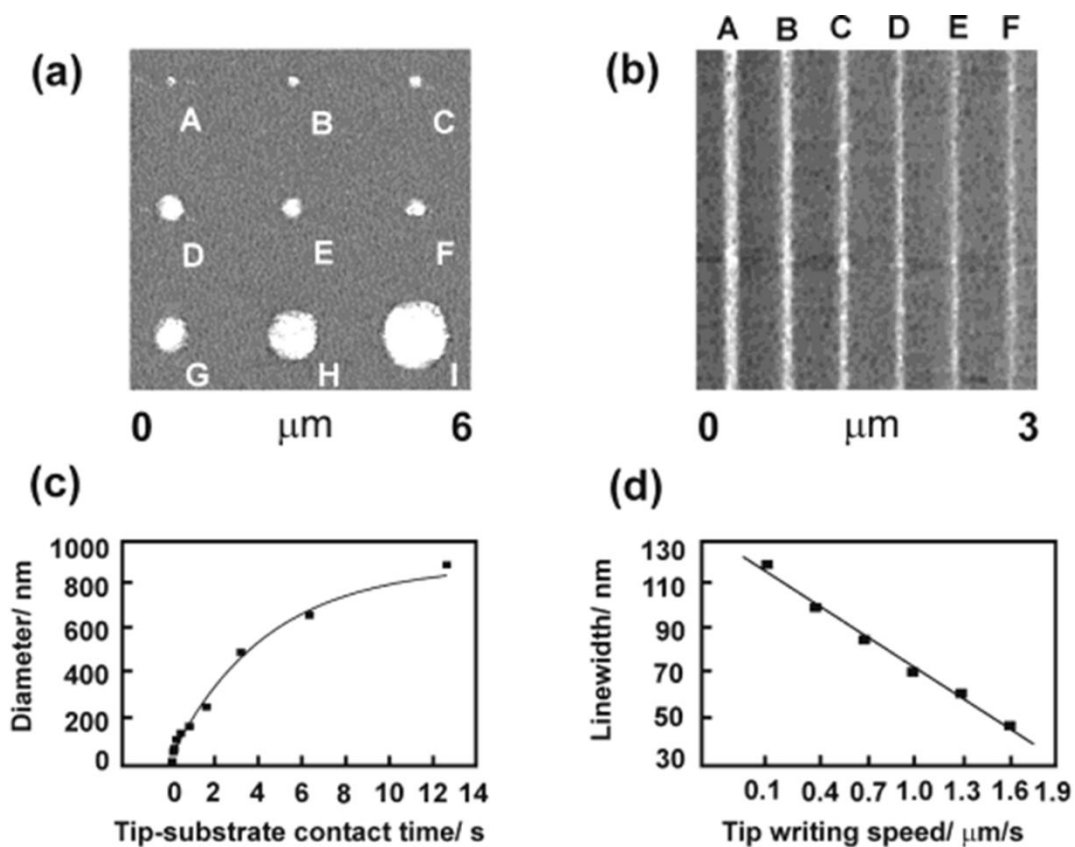 (a)
A B C
D E F
G H I
0 μm 6
(b)
A B C D E F
0 μm 3
(c)
1000
800
600
400
200
0
Diameter/ nm
0 2 4 6 8 10 12 14
Tip-substrate contact time/ s
(d)
130
110
90
70
50
30
Linewidth/ nm
0.1 0.4 0.7 1.0 1.3 1.6 1.9
Tip writing speed/ μm/s